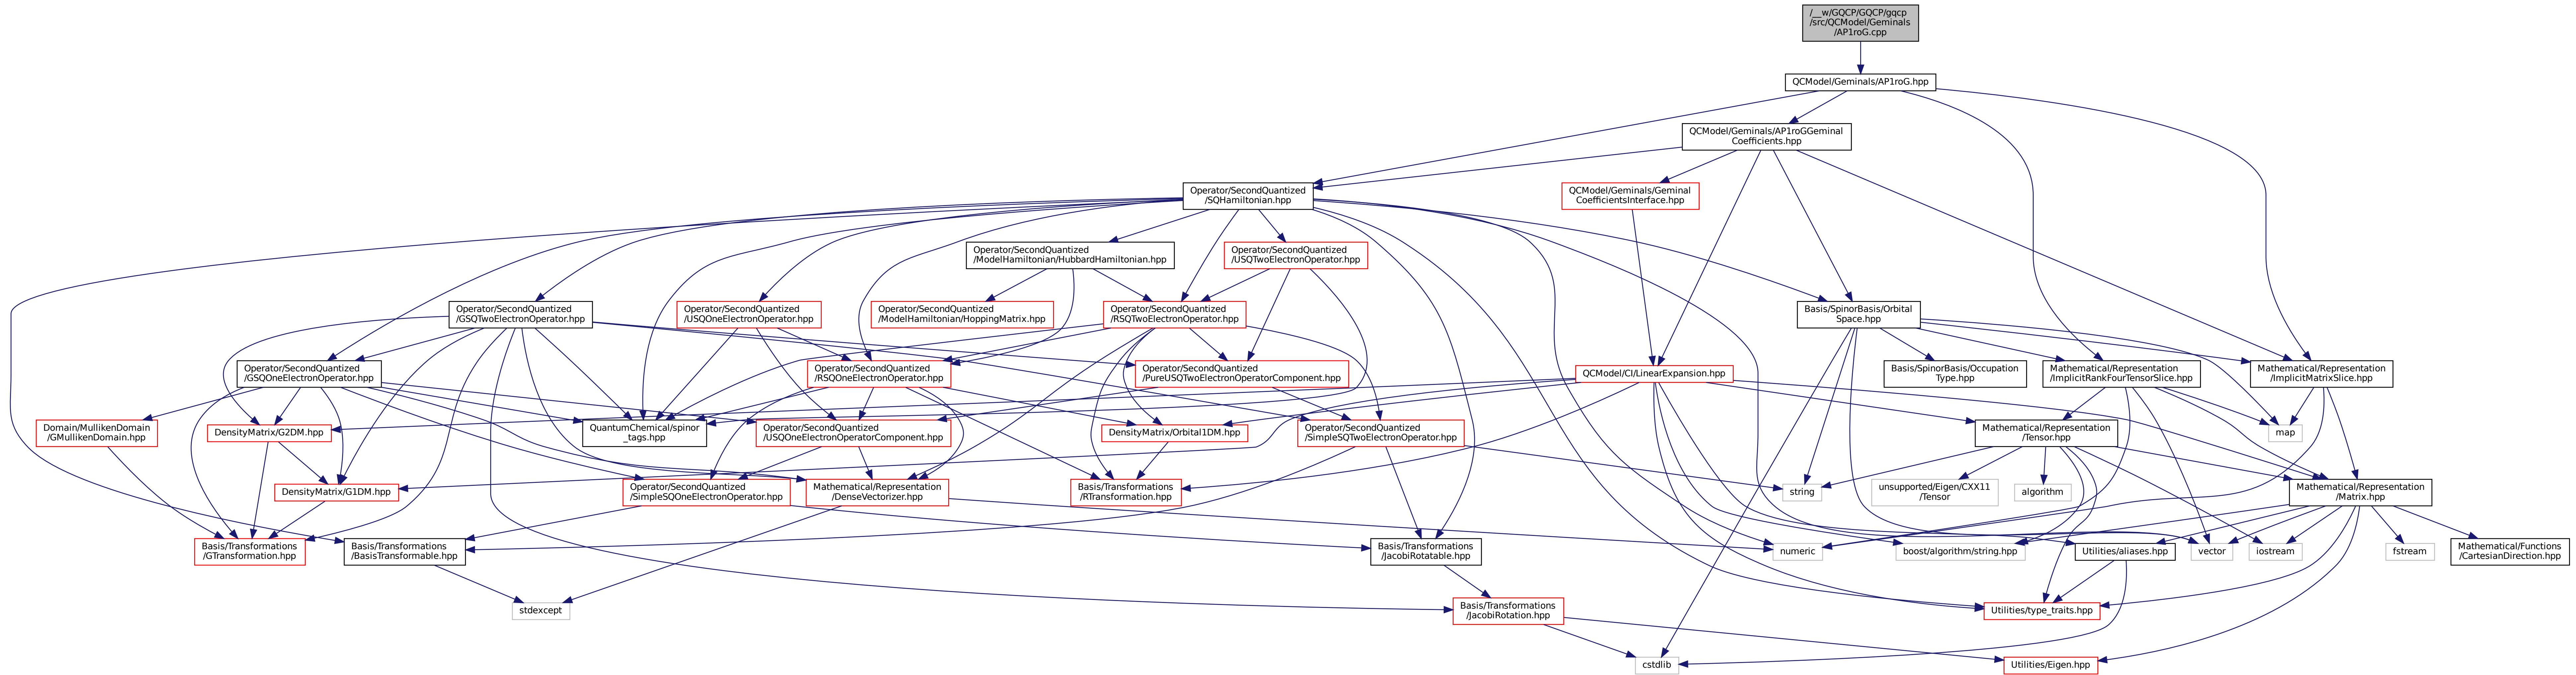 /__w/GQCP/GQCP/gqcp
/src/QCModel/Geminals
/AP1roG.cpp
QCModel/Geminals/AP1roG.hpp
QCModel/Geminals/AP1roGGeminal
Coefficients.hpp
Operator/SecondQuantized
/SQHamiltonian.hpp
QCModel/Geminals/Geminal
CoefficientsInterface.hpp
Operator/SecondQuantized
/ModelHamiltonian/HubbardHamiltonian.hpp
Operator/SecondQuantized
/USQTwoElectronOperator.hpp
Operator/SecondQuantized
/GSQTwoElectronOperator.hpp
Operator/SecondQuantized
/USQOneElectronOperator.hpp
Operator/SecondQuantized
/ModelHamiltonian/HoppingMatrix.hpp
Operator/SecondQuantized
/RSQTwoElectronOperator.hpp
Basis/SpinorBasis/Orbital
Space.hpp
Operator/SecondQuantized
/GSQOneElectronOperator.hpp
Operator/SecondQuantized
/RSQOneElectronOperator.hpp
Operator/SecondQuantized
/PureUSQTwoElectronOperatorComponent.hpp
QCModel/CI/LinearExpansion.hpp
Basis/SpinorBasis/Occupation
Type.hpp
Mathematical/Representation
/ImplicitRankFourTensorSlice.hpp
Mathematical/Representation
/ImplicitMatrixSlice.hpp
Domain/MullikenDomain
/GMullikenDomain.hpp
DensityMatrix/G2DM.hpp
QuantumChemical/spinor
_tags.hpp
Operator/SecondQuantized
/USQOneElectronOperatorComponent.hpp
DensityMatrix/Orbital1DM.hpp
Operator/SecondQuantized
/SimpleSQTwoElectronOperator.hpp
Mathematical/Representation
/Tensor.hpp
map
DensityMatrix/G1DM.hpp
Operator/SecondQuantized
/SimpleSQOneElectronOperator.hpp
Mathematical/Representation
/DenseVectorizer.hpp
Basis/Transformations
/RTransformation.hpp
string
unsupported/Eigen/CXX11
/Tensor
algorithm
Mathematical/Representation
/Matrix.hpp
Basis/Transformations
/GTransformation.hpp
Basis/Transformations
/BasisTransformable.hpp
Basis/Transformations
/JacobiRotatable.hpp
numeric
boost/algorithm/string.hpp
Utilities/aliases.hpp
vector
iostream
fstream
Mathematical/Functions
/CartesianDirection.hpp
stdexcept
Basis/Transformations
/JacobiRotation.hpp
Utilities/type_traits.hpp
cstdlib
Utilities/Eigen.hpp